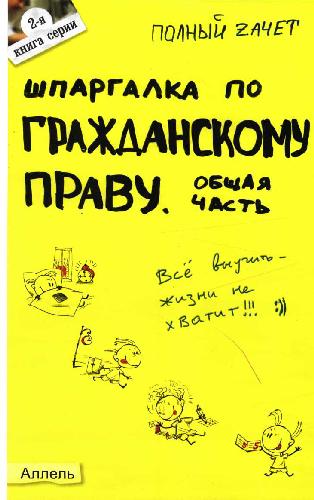 2-я
книга серии
ПОЛНЫЙ ZАЧЕТ
ШПАРГАЛКА ПО
ГРАЖДАНСКОМУ
ПРАВУ. ОБЩАЯ
ЧАСТЬ
Всё выучить -
жизни не
хватит!!! :))
Аллель